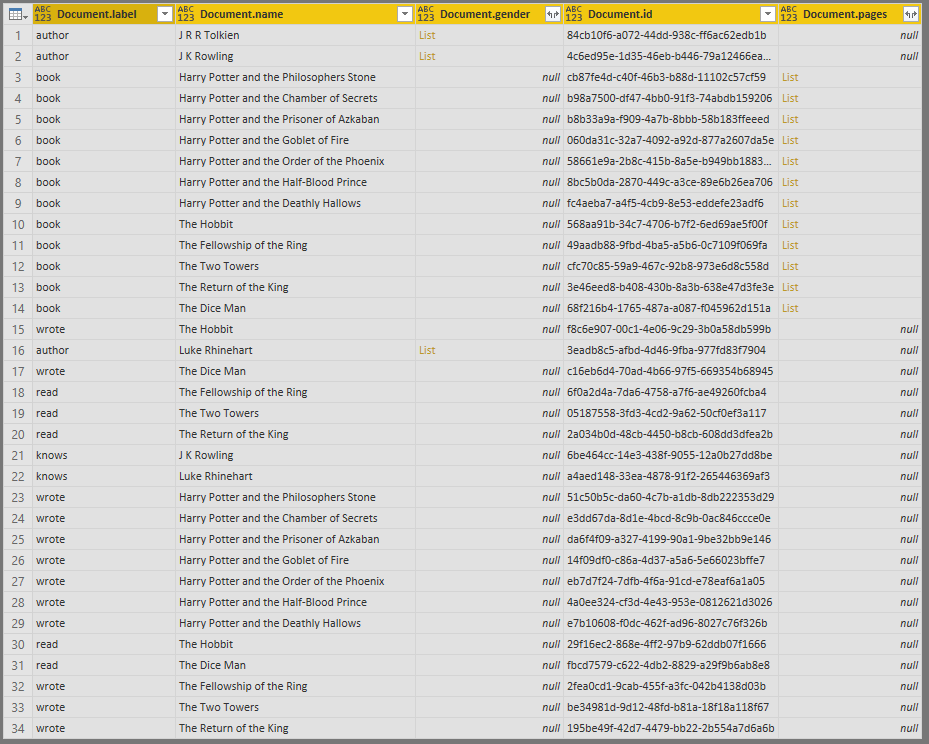 ABC 123 Document.label ABC 123 Document.name ABC 123 Document.gender ABC 123 Document.id ABC 123 Document.pages
1 author J R R Tolkien List 84cb10f6-a072-44dd-938c-ff6ac62edb1b null
2 author J K Rowling List 4c6ed95e-1d35-46eb-b446-79a12466ea... null
3 book Harry Potter and the Philosophers Stone null cb87fe4d-c40f-46b3-b88d-11102c57cf59 List
4 book Harry Potter and the Chamber of Secrets null b98a7500-df47-4bb0-91f3-74abdb159206 List
5 book Harry Potter and the Prisoner of Azkaban null b8b33a9a-f909-4a7b-8bbb-58b183ffeeed List
6 book Harry Potter and the Goblet of Fire null 060da31c-32a7-4092-a92d-877a2607da5e List
7 book Harry Potter and the Order of the Phoenix null 58661e9a-2b8c-415b-8a5e-b949bb1883... List
8 book Harry Potter and the Half-Blood Prince null 8bc5b0da-2870-449c-a3ce-89e6b26ea706 List
9 book Harry Potter and the Deathly Hallows null fc4aeba7-a4f5-4cb9-8e53-eddefe23adf6 List
10 book The Hobbit null 568aa91b-34c7-4706-b7f2-6ed69ae5f00f List
11 book The Fellowship of the Ring null 49aadb88-9fbd-4ba5-a5b6-0c7109f069fa List
12 book The Two Towers null cfc70c85-59a9-467c-92b8-973e6d8c558d List
13 book The Return of the King null 3e46eed8-b408-430b-8a3b-638e47d3fe3e List
14 book The Dice Man null 68f216b4-1765-487a-a087-f045962d151a List
15 wrote The Hobbit null f8c6e907-00c1-4e06-9c29-3b0a58db599b null
16 author Luke Rhinehart List 3eadb8c5-afbd-4d46-9fba-977fd83f7904 null
17 wrote The Dice Man null c16eb6d4-70ad-4b66-97f5-669354b68945 null
18 read The Fellowship of the Ring null 6f0a2d4a-7da6-4758-a7f6-ae49260fcba4 null
19 read The Two Towers null 05187558-3fd3-4cd2-9a62-50cf0ef3a117 null
20 read The Return of the King null 2a034b0d-48cb-4450-b8cb-608dd3dfea2b null
21 knows J K Rowling null 6be464cc-14e3-438f-9055-12a0b27dd8be null
22 knows Luke Rhinehart null a4aed148-33ea-4878-91f2-265446369af3 null
23 wrote Harry Potter and the Philosophers Stone null 51c50b5c-da60-4c7b-a1db-8db222353d29 null
24 wrote Harry Potter and the Chamber of Secrets null e3dd67da-8d1e-4bcd-8c9b-0ac846ccce0e null
25 wrote Harry Potter and the Prisoner of Azkaban null da6f4f09-a327-4199-90a1-9be32bb9e146 null
26 wrote Harry Potter and the Goblet of Fire null 14f09df0-c86a-4d37-a5a6-5e66023bffe7 null
27 wrote Harry Potter and the Order of the Phoenix null eb7d7f24-7dfb-4f6a-91cd-e78eaf6a1a05 null
28 wrote Harry Potter and the Half-Blood Prince null 4a0ee324-cf3d-4e43-953e-0812621d3026 null
29 wrote Harry Potter and the Deathly Hallows null e7b10608-f0dc-462f-ad96-8027c76f326b null
30 read The Hobbit null 29f16ec2-868e-4ff2-97b9-62ddb07f1666 null
31 read The Dice Man null fbcd7579-c622-4db2-8829-a29f9b6ab8e8 null
32 wrote The Fellowship of the Ring null 2fea0cd1-9cab-455f-a3fc-042b4138d03b null
33 wrote The Two Towers null be34981d-9d12-48fd-b81a-18f18a118f67 null
34 wrote The Return of the King null 195be49f-42d7-4479-bb22-2b554a7d6a6b null